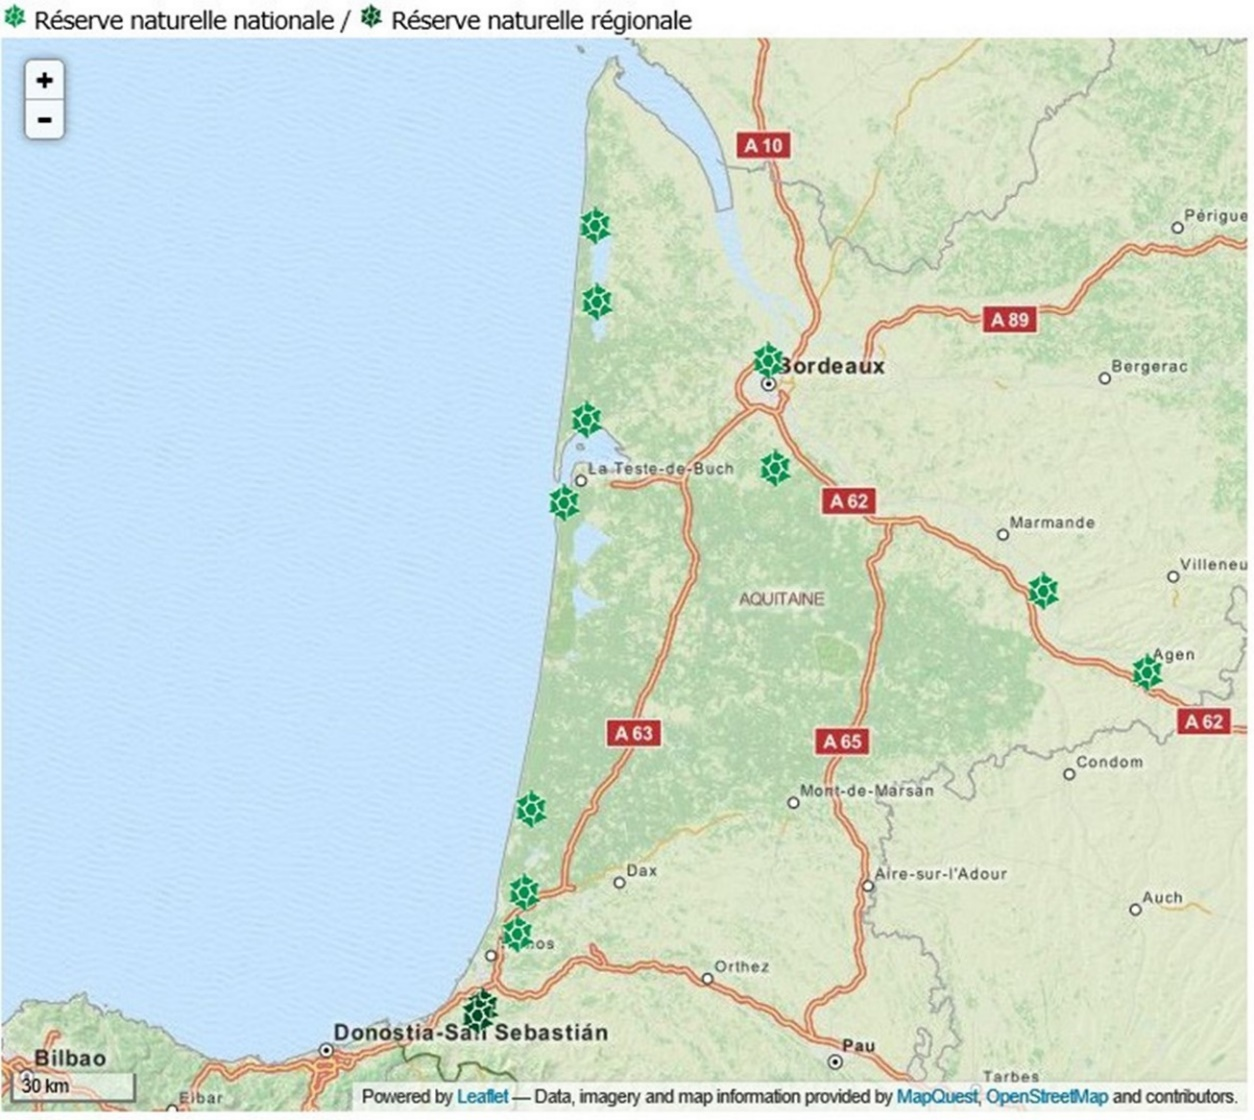 Réserve naturelle nationale / Réserve naturelle régionale
+
-
A 10
Périgue
A 89
Bordeaux
Bergerac
La Teste-de-Buch
A 62
Marmande
Villeneu
AQUITAINE
Agen
A 62
A 63
A 65
Condom
Mont-de-Marsan
Dax
Aire-sur-l'Adour
Auch
Orthez
Donostia-San Sebastián
Pau
Bilbao
Tarbes
30 km
Eibar
Powered by Leaflet — Data, imagery and map information provided by MapQuest, OpenStreetMap and contributors.